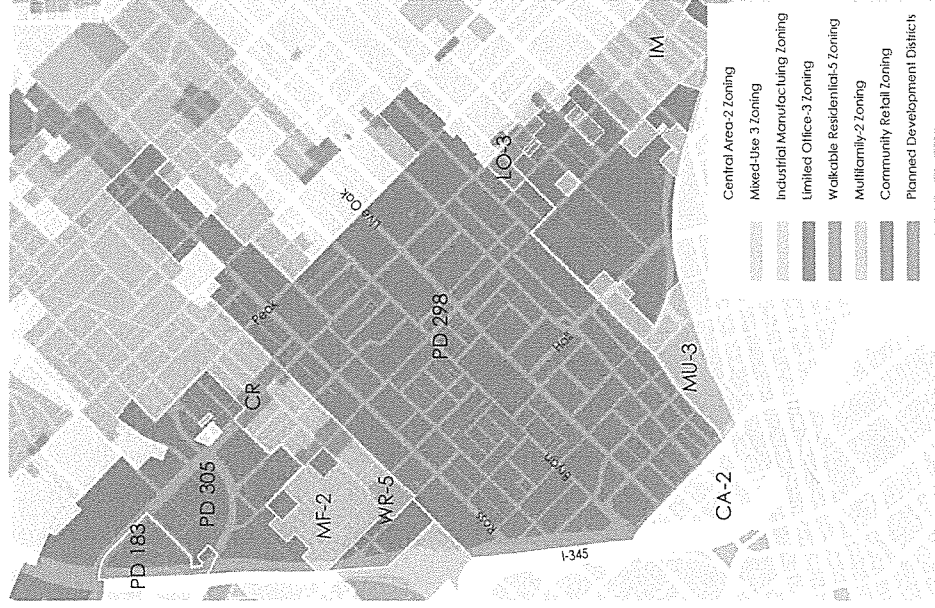 PD 183
PD 305
CR
MF-2
WR-5
Peak
Live Oak
LO-3
IM
PD 298
Hall
Bryan
Ross
I-345
MU-3
CA-2
Central Area-2 Zoning
Mixed-Use 3 Zoning
Industrial Manufactuing Zoning
Limited Office-3 Zoning
Walkable Residential-5 Zoning
Multifamily-2 Zoning
Community Retail Zoning
Planned Development Districts